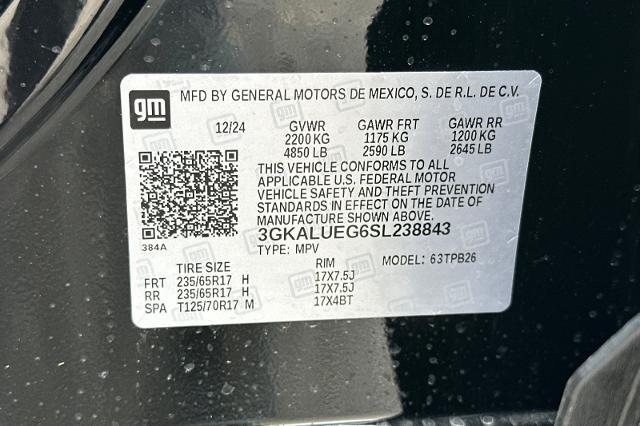 gm MFD BY GENERAL MOTORS DE MEXICO, S. DE R.L. DE C.V.
12/24 GVWR GAWR FRT GAWR RR
2200 KG 1175 KG 1200 KG
4850 LB 2590 LB 2645 LB
THIS VEHICLE CONFORMS TO ALL
APPLICABLE U.S. FEDERAL MOTOR
VEHICLE SAFETY AND THEFT PREVENTION
STANDARDS IN EFFECT ON THE DATE OF
MANUFACTURE SHOWN ABOVE.
384A 3GKALUEG6SL238843
TYPE: MPV MODEL: 63TPB26
TIRE SIZE RIM
FRT 235/65R17 H 17X7.5J
RR 235/65R17 H 17X7.5J
SPA T125/70R17 M 17X4BT